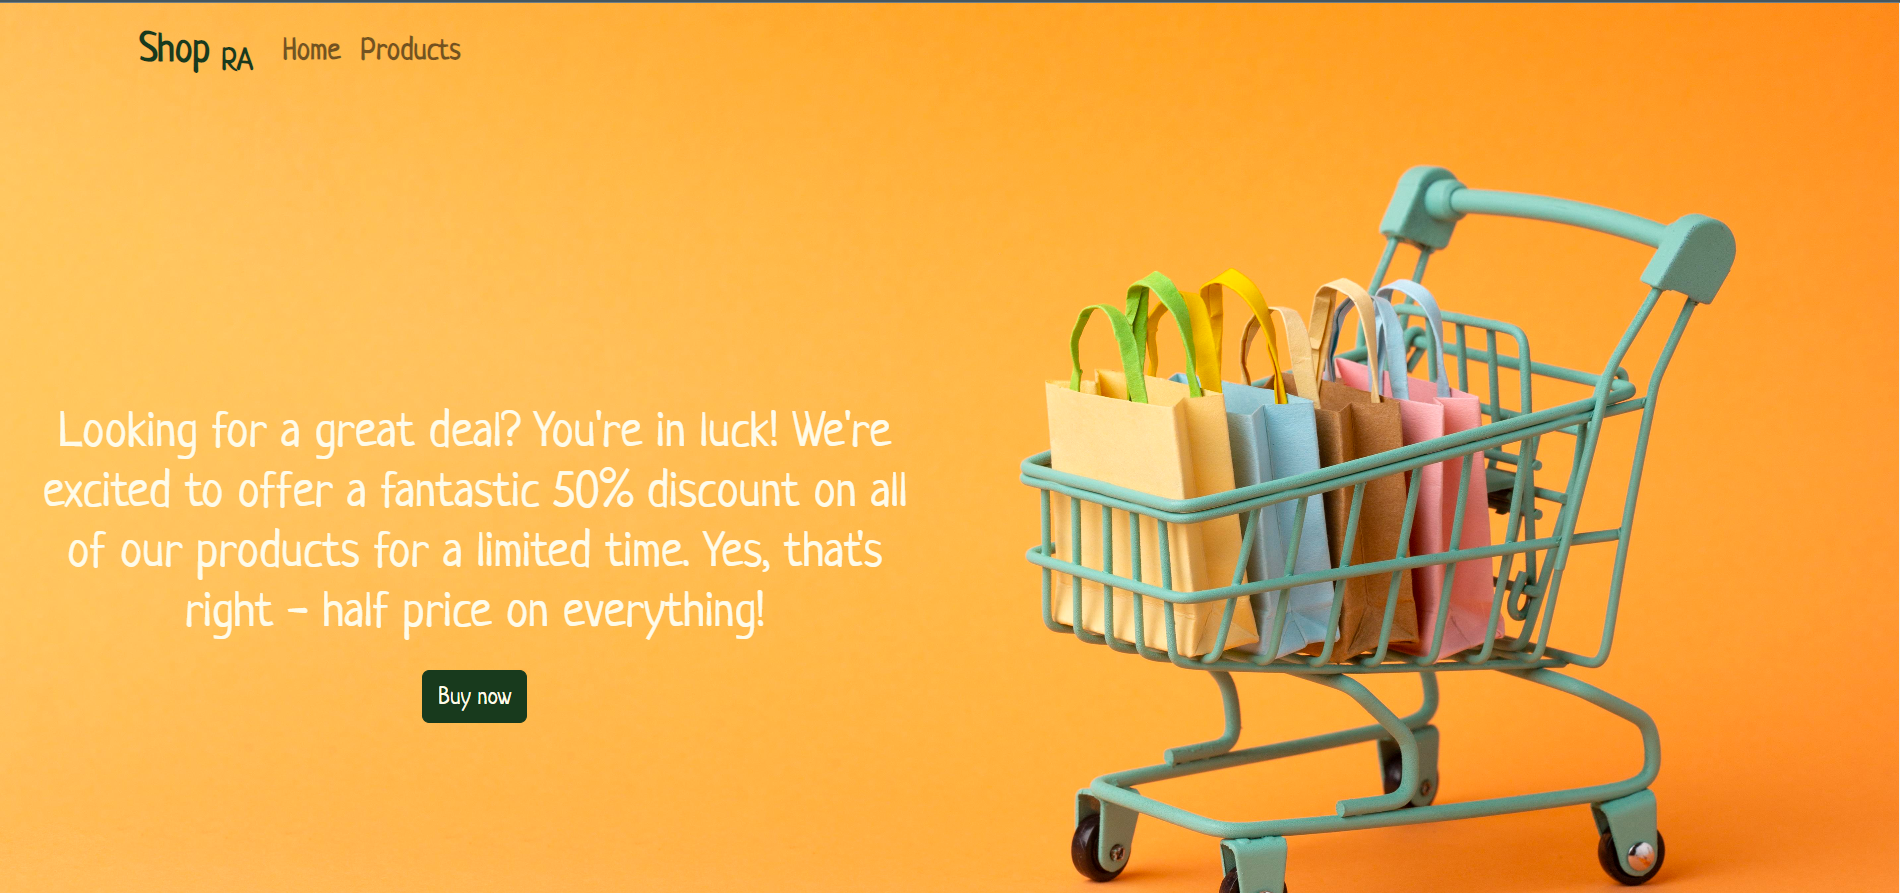 Shop RA Home Products
Looking for a great deal? You're in luck! We're
excited to offer a fantastic 50% discount on all
of our products for a limited time. Yes, that's
right - half price on everything!
Buy now